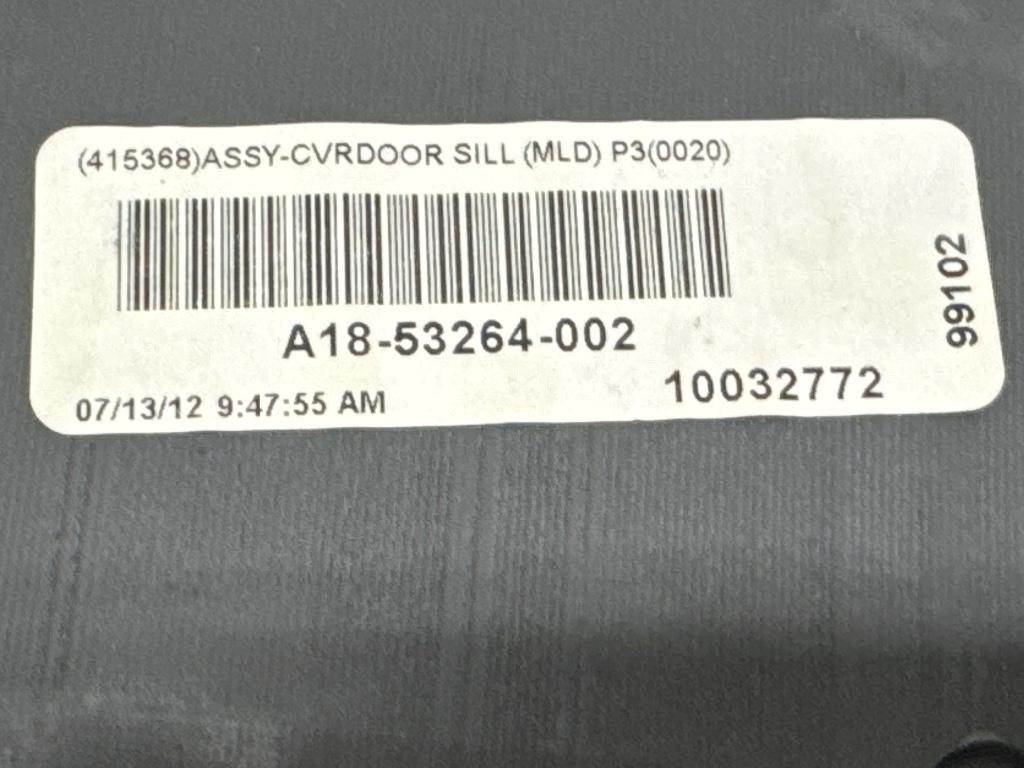 (415368)ASSY-CVRDOOR SILL (MLD) P3(0020)
A18-53264-002
10032772
07/13/12 9:47:55 AM
99102